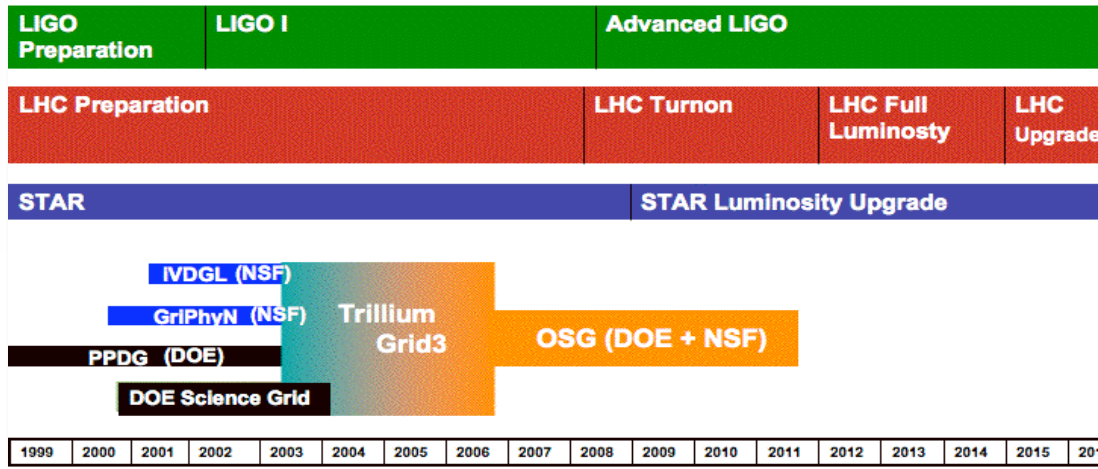 LIGO
Preparation
LIGO I
Advanced LIGO
LHC Preparation
LHC Turnon
LHC Full
Luminosty
LHC
Upgrade
STAR
STAR Luminosity Upgrade
IVDGL (NSF)
GriPhyN (NSF)
Trillium
Grid3
PPDG (DOE)
OSG (DOE + NSF)
DOE Science Grid
1999 2000 2001 2002 2003 2004 2005 2006 2007 2008 2009 2010 2011 2012 2013 2014 2015 201